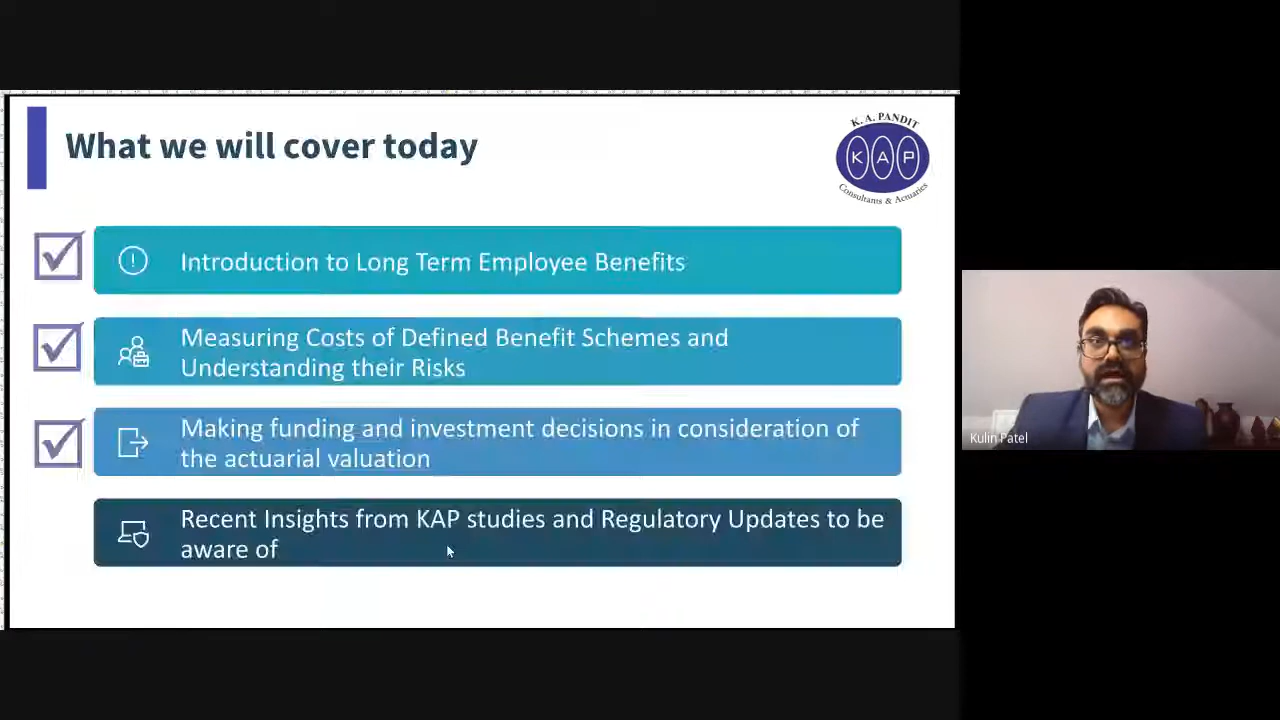 What we will cover today
K. A. PANDIT
K A P
Consultants & Actuaries
Introduction to Long Term Employee Benefits
Measuring Costs of Defined Benefit Schemes and
Understanding their Risks
Making funding and investment decisions in consideration of
the actuarial valuation
Recent Insights from KAP studies and Regulatory Updates to be
aware of
Kulin Patel